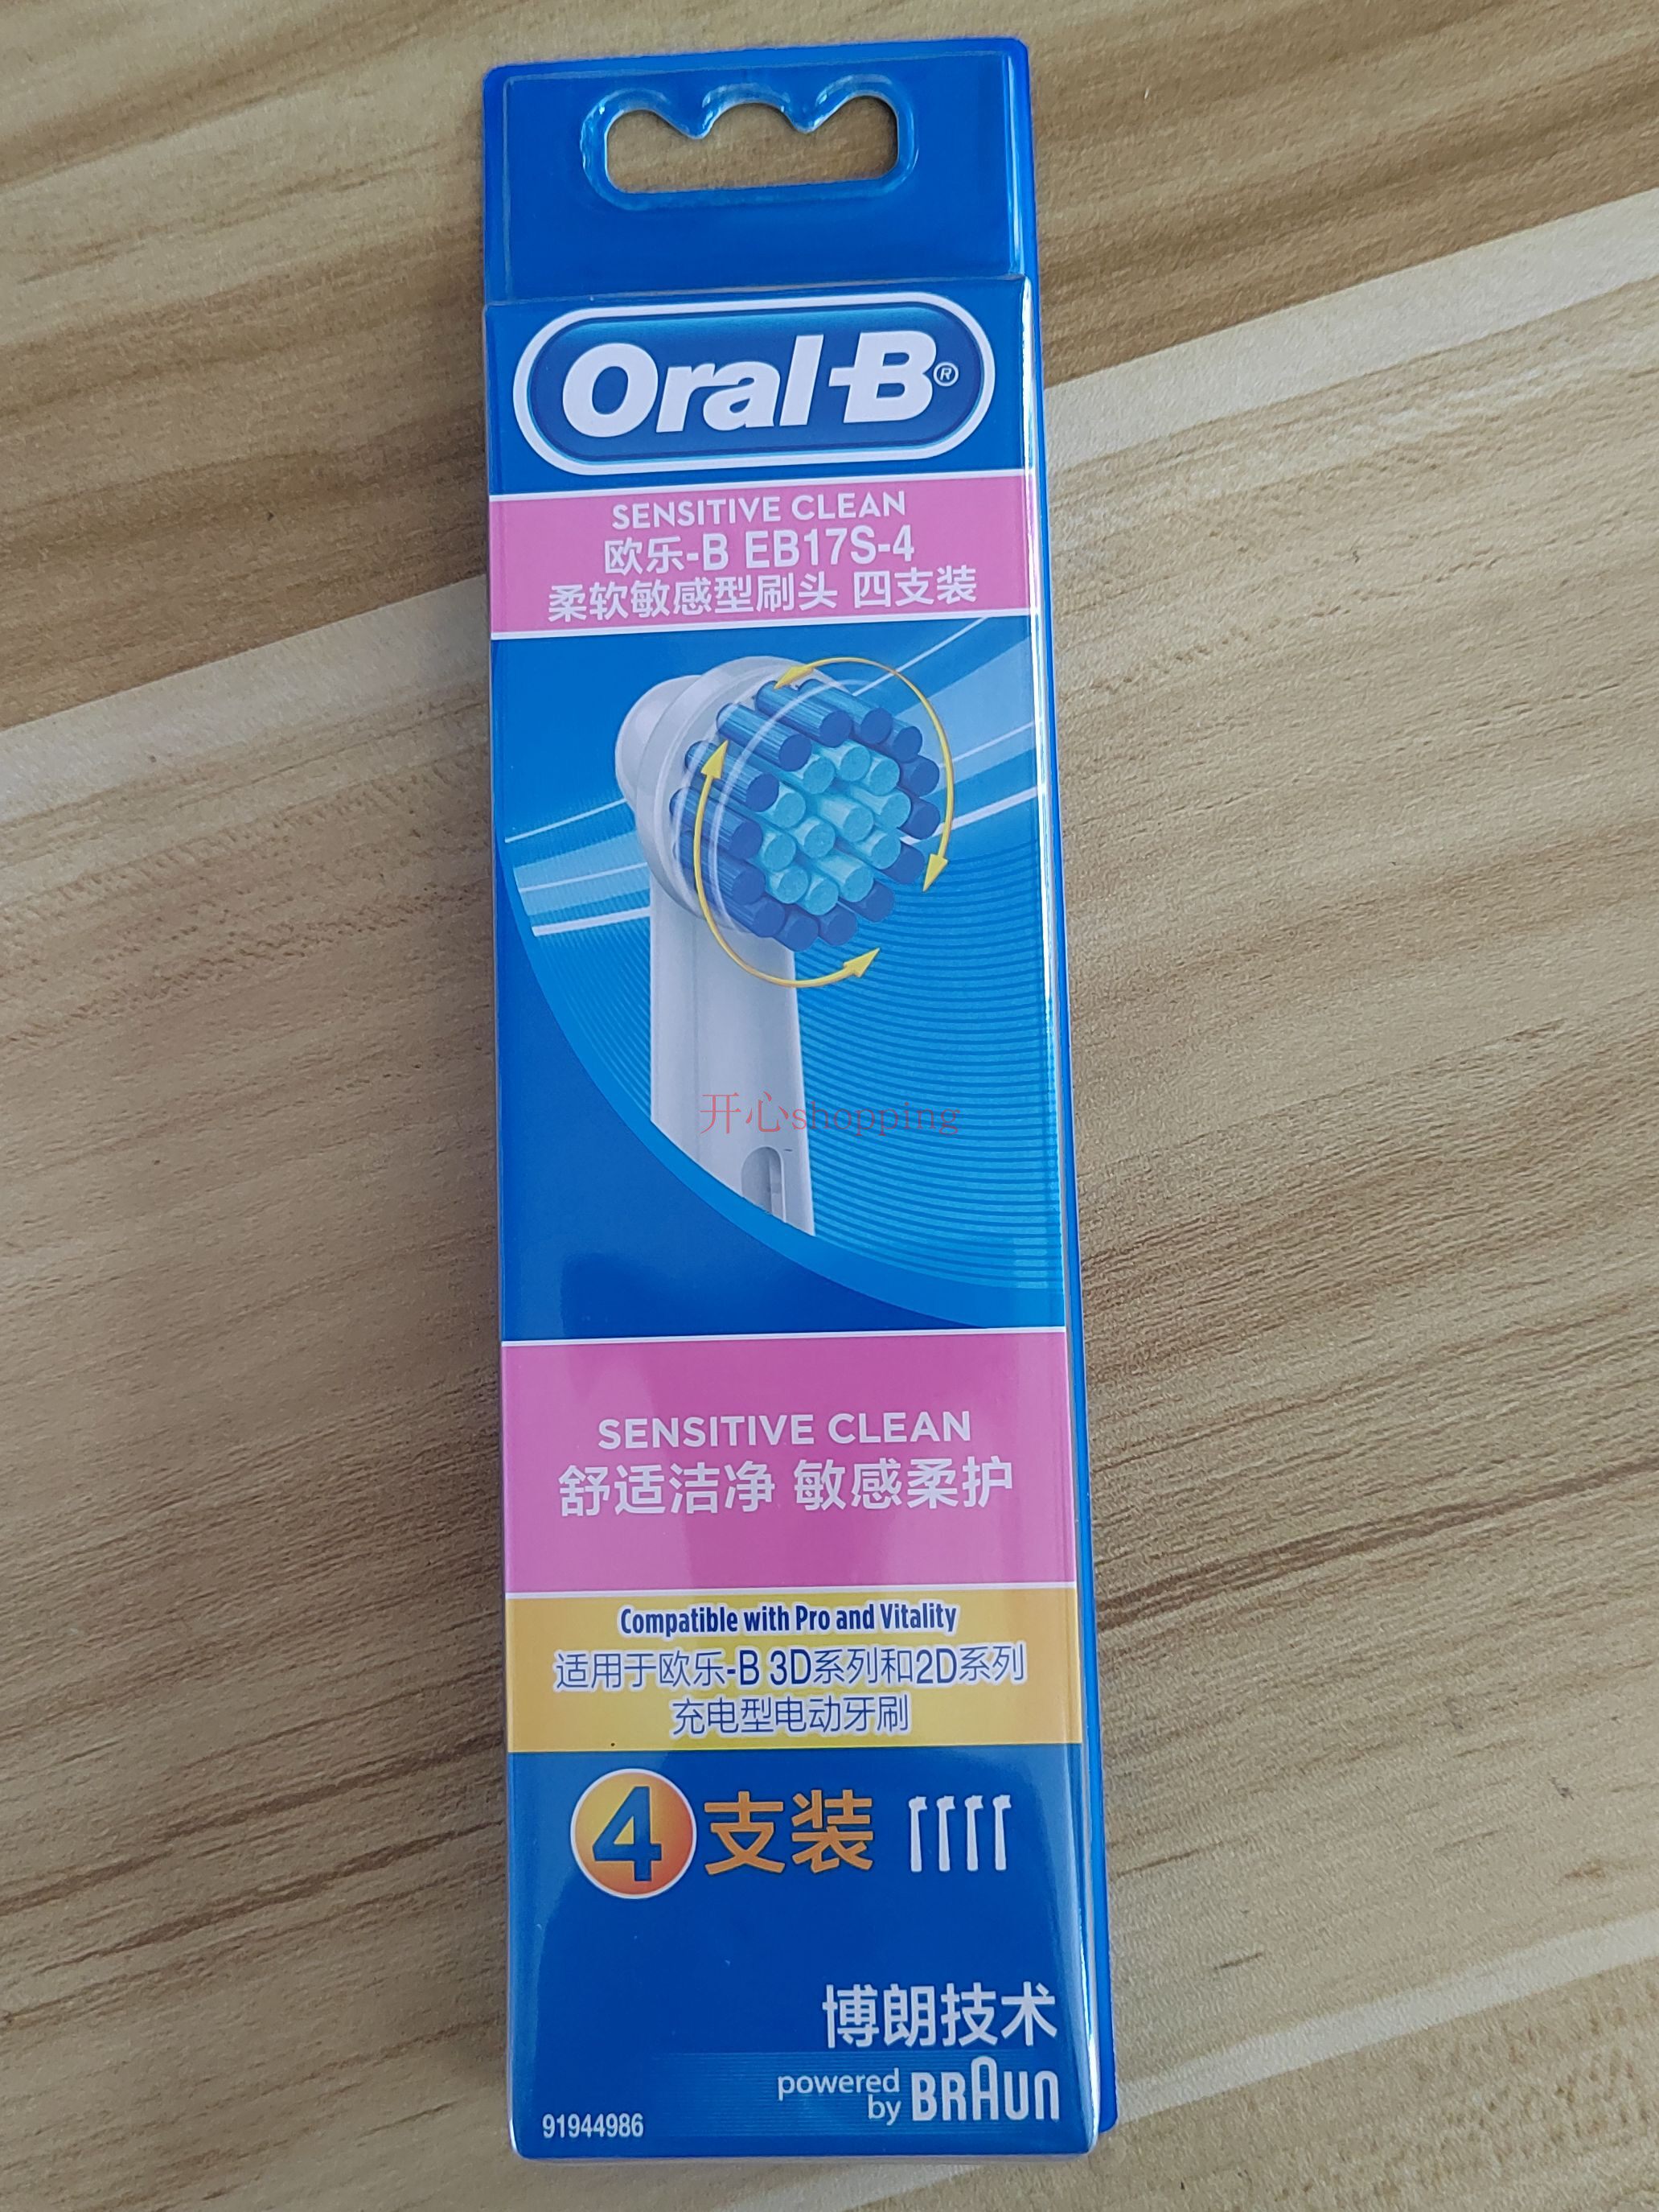 Oral-B®
SENSITIVE CLEAN
欧乐-B EB17S-4
柔软敏感型刷头 四支装
开心shopping
SENSITIVE CLEAN
舒适洁净 敏感柔护
Compatible with Pro and Vitality
适用于欧乐-B 3D系列和2D系列
充电型电动牙刷
4支装
博朗技术
powered by BRAUN
91944986